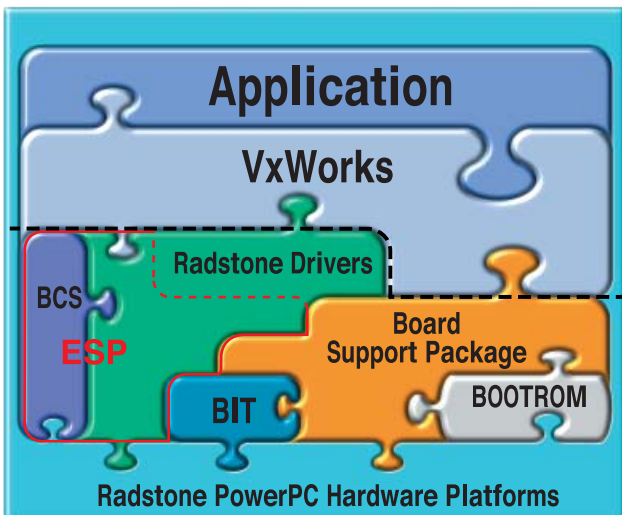 Application
VxWorks
Radstone Drivers
BCS
ESP
Board
Support Package
BIT
BOOTROM
Radstone PowerPC Hardware Platforms